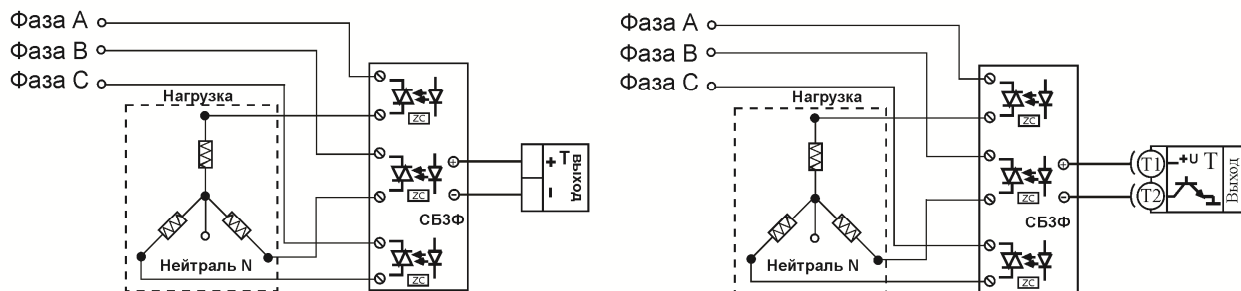 Фаза A
Фаза B
Фаза C
Нагрузка
ZC
ZC
ZC
СБ3Ф
Нейтраль N
+
-
+ T
-
ВЫХОД
Фаза A
Фаза B
Фаза C
Нагрузка
ZC
ZC
ZC
СБ3Ф
Нейтраль N
+
-
T1
T2
+U T
Выход